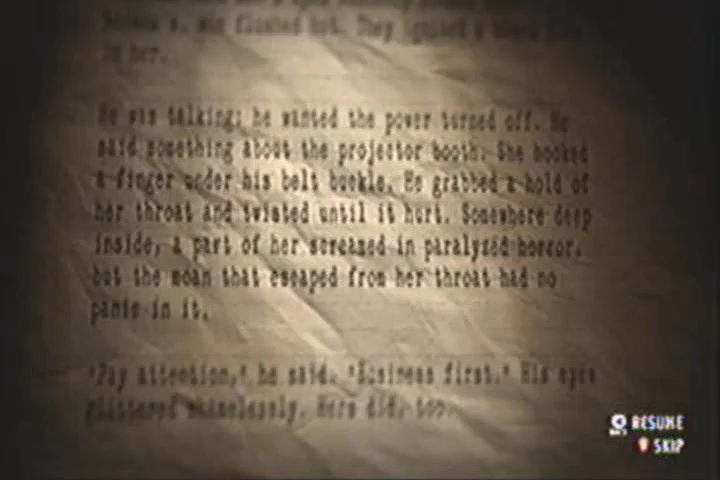 in her.
He was talking; he wanted the power turned off. He
said something about the projector booth. She hooked
a finger under his belt buckle. He grabbed a hold of
her throat and twisted until it hurt. Somewhere deep
inside, a part of her screamed in paralyzed horror,
but the moan that escaped from her throat had no
panic in it.
"Pay attention," he said. "Business first." His eyes
glittered shamelessly. Hers did, too.
RESUME
SKIP